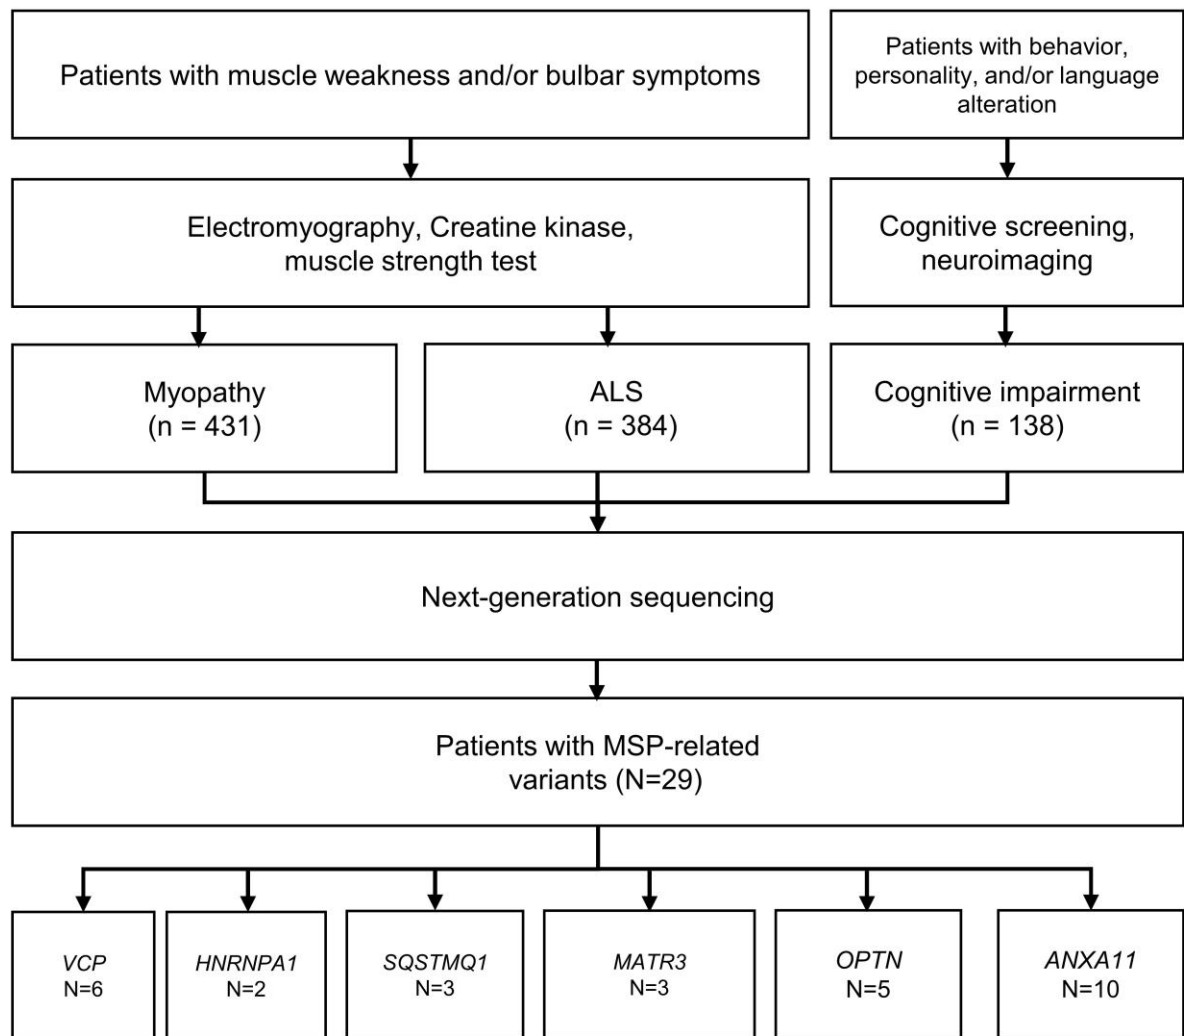 Patients with muscle weakness and/or bulbar symptoms
Patients with behavior,
personality, and/or language
alteration
Electromyography, Creatine kinase,
muscle strength test
Cognitive screening,
neuroimaging
Myopathy
(n = 431)
ALS
(n = 384)
Cognitive impairment
(n = 138)
Next-generation sequencing
Patients with MSP-related
variants (N=29)
VCP
N=6
HNRNPA1
N=2
SQSTMQ1
N=3
MATR3
N=3
OPTN
N=5
ANXA11
N=10